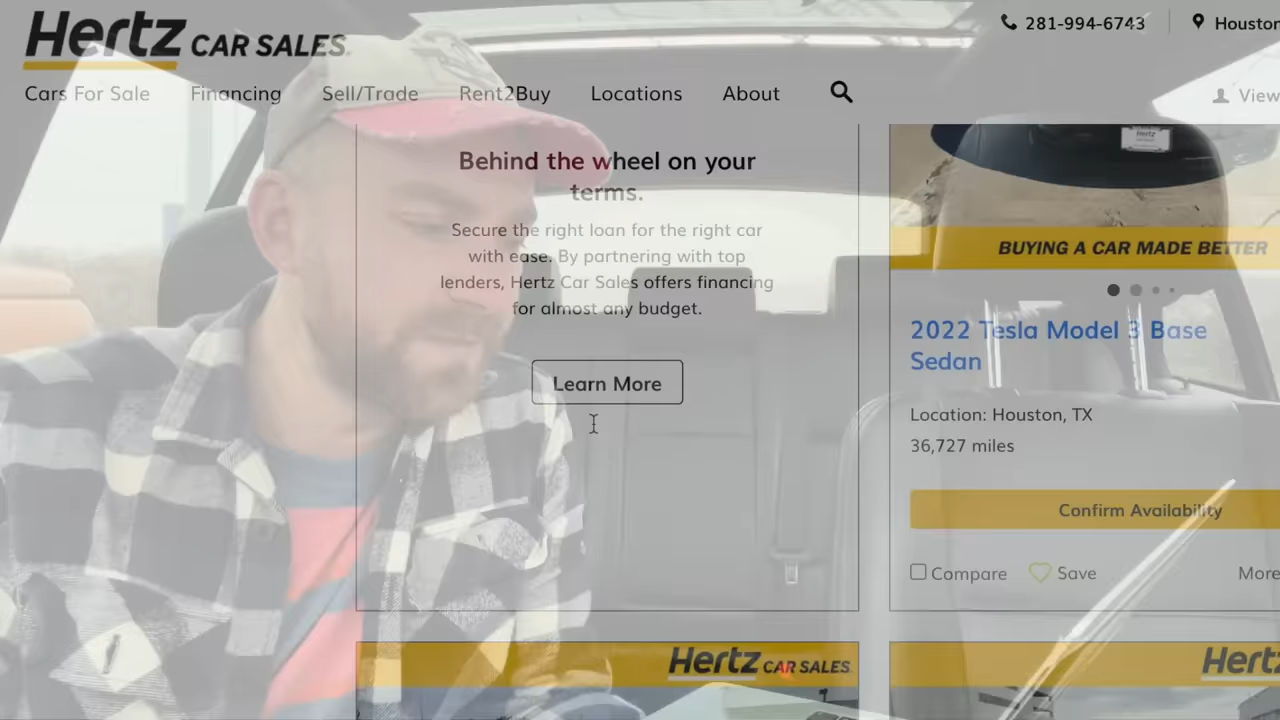 Hertz CAR SALES
281-994-6743
Houston
Cars For Sale
Financing
Sell/Trade
Rent2Buy
Locations
About
View
Behind the wheel on your
terms.
Secure the right loan for the right car
with ease. By partnering with top
lenders, Hertz Car Sales offers financing
for almost any budget.
Learn More
Hertz
BUYING A CAR MADE BETTER
2022 Tesla Model 3 Base
Sedan
Location: Houston, TX
36,727 miles
Confirm Availability
Compare
Save
More
Hertz CAR SALES
Hertz